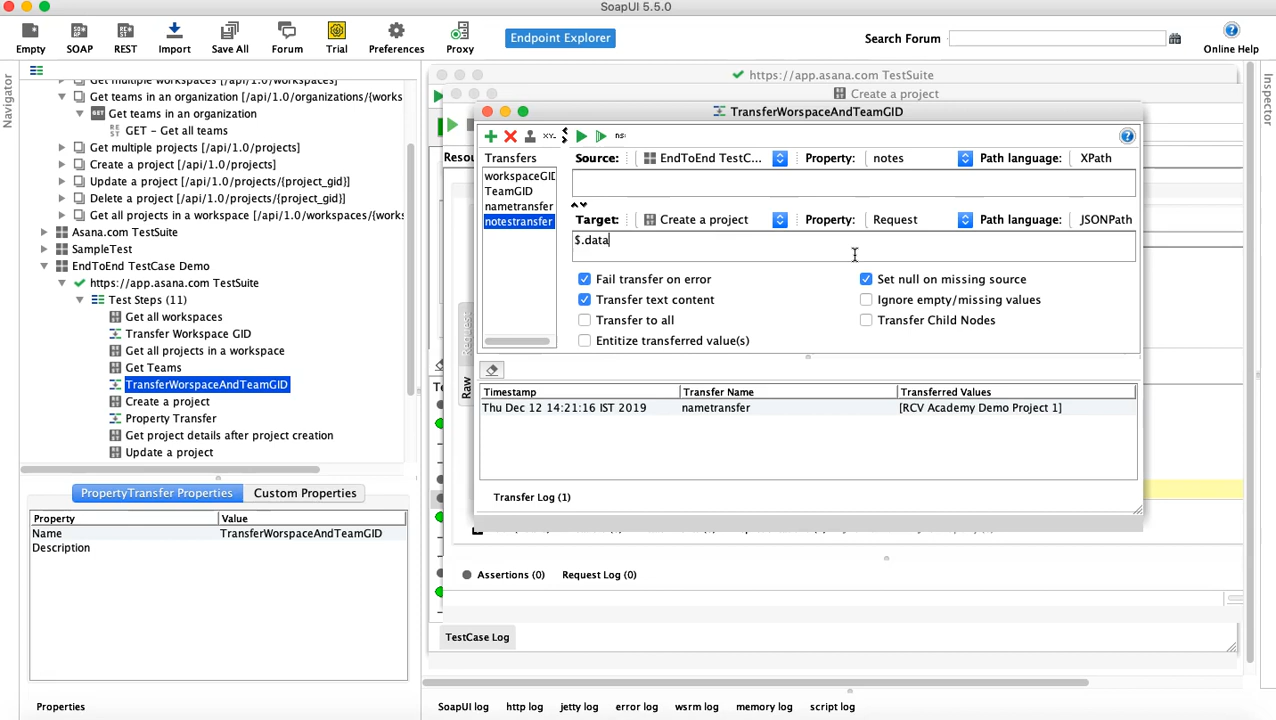 SoapUI 5.5.0
Empty SOAP REST Import Save All Forum Trial Preferences Proxy Endpoint Explorer Search Forum Online Help
Navigator
Get multiple workspaces [/api/1.0/workspaces]
Get teams in an organization [/api/1.0/organizations/{works
Get teams in an organization
GET - Get all teams
Get multiple projects [/api/1.0/projects]
Create a project [/api/1.0/projects]
Update a project [/api/1.0/projects/{project_gid}]
Delete a project [/api/1.0/projects/{project_gid}]
Get all projects in a workspace [/api/1.0/workspaces/{works
Asana.com TestSuite
SampleTest
EndToEnd TestCase Demo
https://app.asana.com TestSuite
Test Steps (11)
Get all workspaces
Transfer Workspace GID
Get all projects in a workspace
Get Teams
TransferWorspaceAndTeamGID
Create a project
Property Transfer
Get project details after project creation
Update a project
PropertyTransfer Properties Custom Properties
Property Value
Name TransferWorspaceAndTeamGID
Description
Properties
https://app.asana.com TestSuite
Create a project
TransferWorspaceAndTeamGID
Transfers
workspaceGID
TeamGID
nametransfer
notestransfer
Source: EndToEnd TestC... Property: notes Path language: XPath
Target: Create a project Property: Request Path language: JSONPath
$.data
Fail transfer on error Set null on missing source
Transfer text content Ignore empty/missing values
Transfer to all Transfer Child Nodes
Entitize transferred value(s)
Request
Raw
Timestamp Transfer Name Transferred Values
Thu Dec 12 14:21:16 IST 2019 nametransfer [RCV Academy Demo Project 1]
Transfer Log (1)
Assertions (0) Request Log (0)
TestCase Log
SoapUI log http log jetty log error log wsrm log memory log script log
Inspector